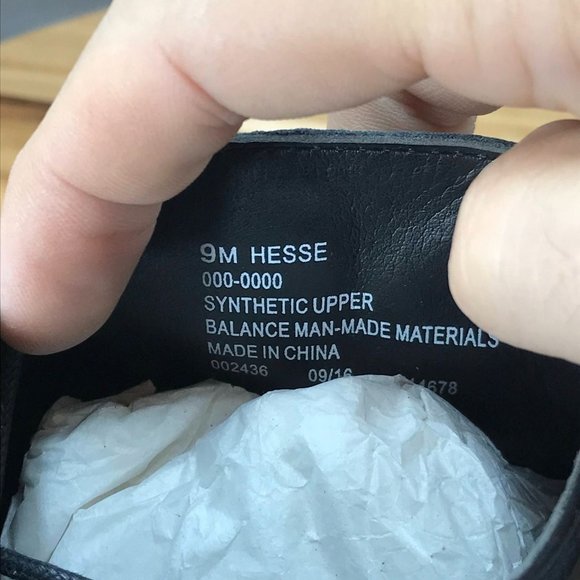 9M HESSE
000-0000
SYNTHETIC UPPER
BALANCE MAN-MADE MATERIALS
MADE IN CHINA
002436 09/16